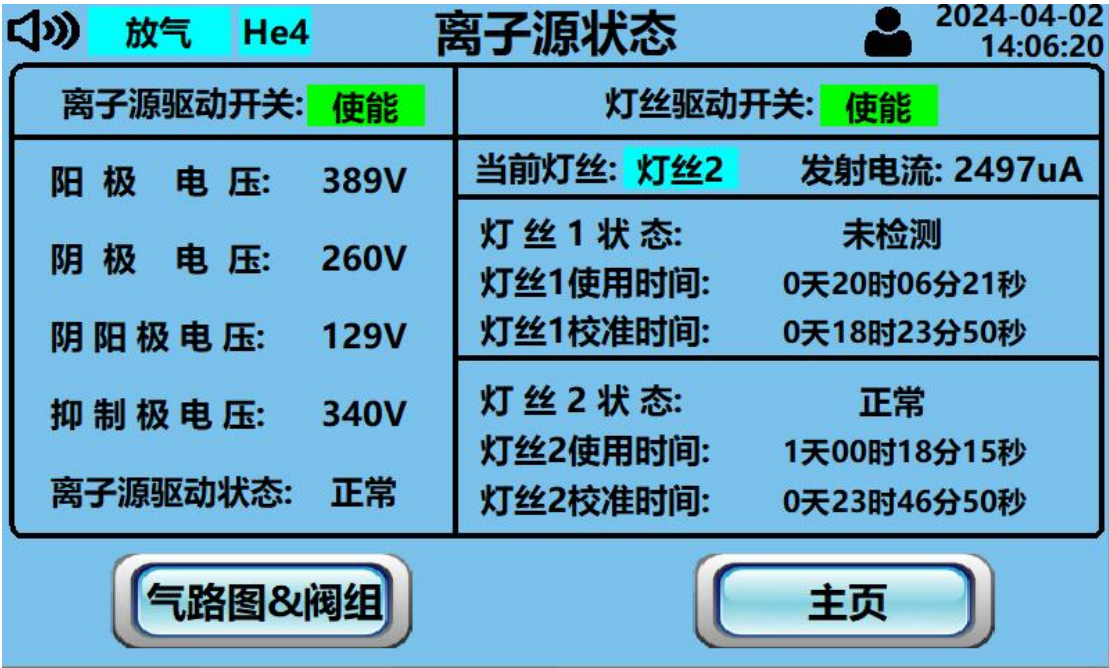 放气 He4 离子源状态 2024-04-02
14:06:20
离子源驱动开关: 使能
阳极 电压: 389V
阴极 电压: 260V
阴阳极电压: 129V
抑制极电压: 340V
离子源驱动状态: 正常
灯丝驱动开关: 使能
当前灯丝: 灯丝2 发射电流: 2497uA
灯丝1状态: 未检测
灯丝1使用时间: 0天20时06分21秒
灯丝1校准时间: 0天18时23分50秒
灯丝2状态: 正常
灯丝2使用时间: 1天00时18分15秒
灯丝2校准时间: 0天23时46分50秒
气路图&阀组 主页